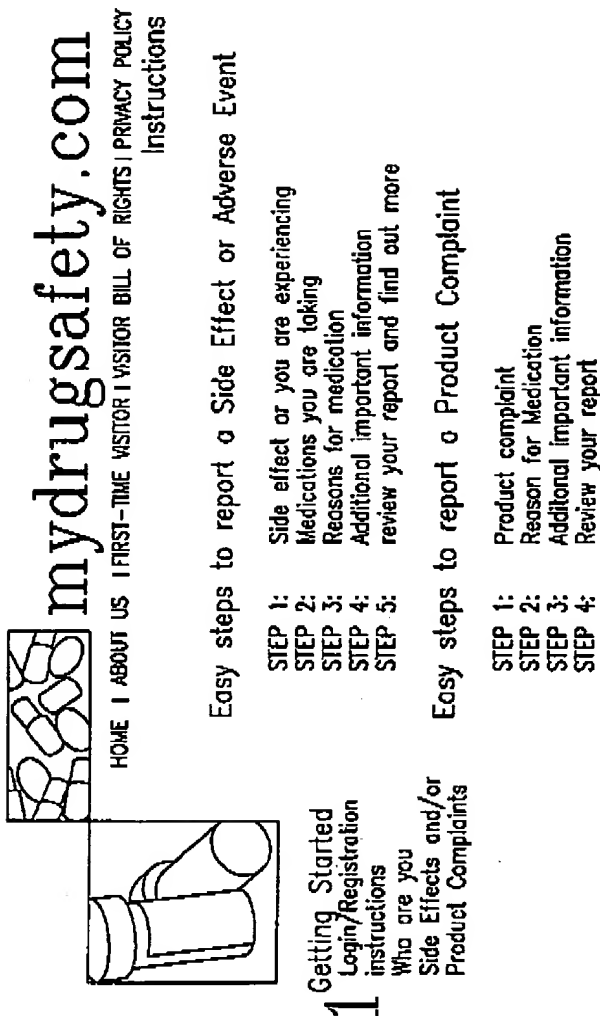 mydrugsafety.com
HOME | ABOUT US | FIRST-TIME VISITOR | VISITOR BILL OF RIGHTS | PRIVACY POLICY
Instructions
1 Getting Started
Login/Registration
instructions
Who are you
Side Effects and/or
Product Complaints
Easy steps to report a Side Effect or Adverse Event
STEP 1: Side effect or you are experiencing
STEP 2: Medications you are taking
STEP 3: Reasons for medication
STEP 4: Additional important information
STEP 5: review your report and find out more
Easy steps to report a Product Complaint
STEP 1: Product complaint
STEP 2: Reason for Medication
STEP 3: Additonal important information
STEP 4: Review your report